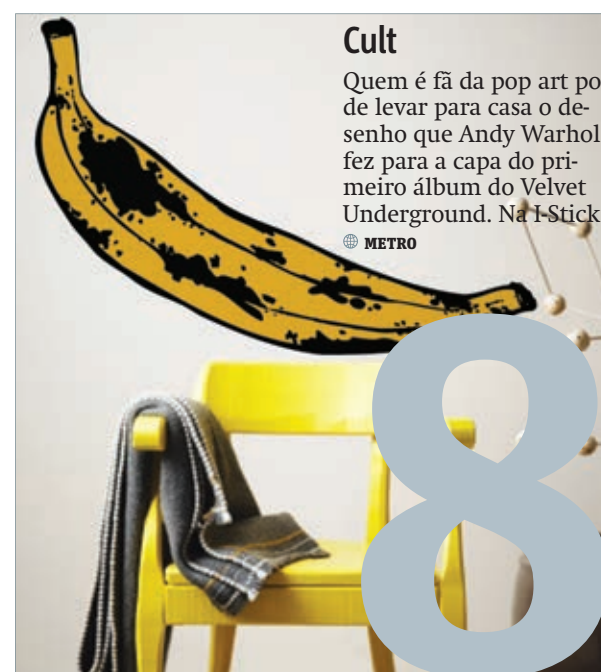 Cult
Quem é fã da pop art po
de levar para casa o de-
senho que Andy Warhol
fez para a capa do pri-
meiro álbum do Velvet
Underground. Na I-Stick
METRO
8